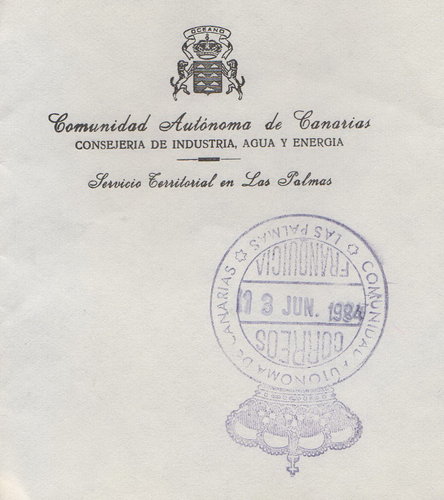 OCEANO
Comunidad Autónoma de Canarias
CONSEJERIA DE INDUSTRIA, AGUA Y ENERGIA
Servicio Territorial en Las Palmas
COMUNIDAD AUTONOMA DE CANARIAS
LAS PALMAS
FRANQUICIA
3 JUN. 1984
CORREOS